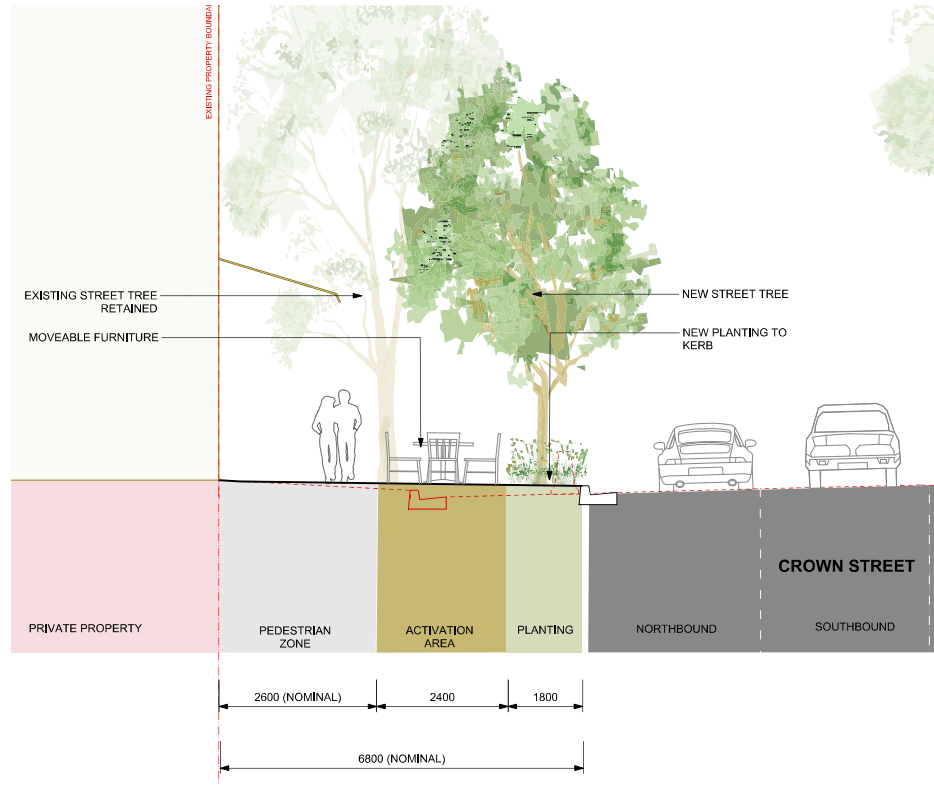 EXISTING PROPERTY BOUNDA
EXISTING STREET TREE
RETAINED
MOVEABLE FURNITURE
NEW STREET TREE
NEW PLANTING TO
KERB
CROWN STREET
PRIVATE PROPERTY
PEDESTRIAN
ZONE
ACTIVATION
AREA
PLANTING
NORTHBOUND
SOUTHBOUND
2600 (NOMINAL)
2400
1800
6800 (NOMINAL)